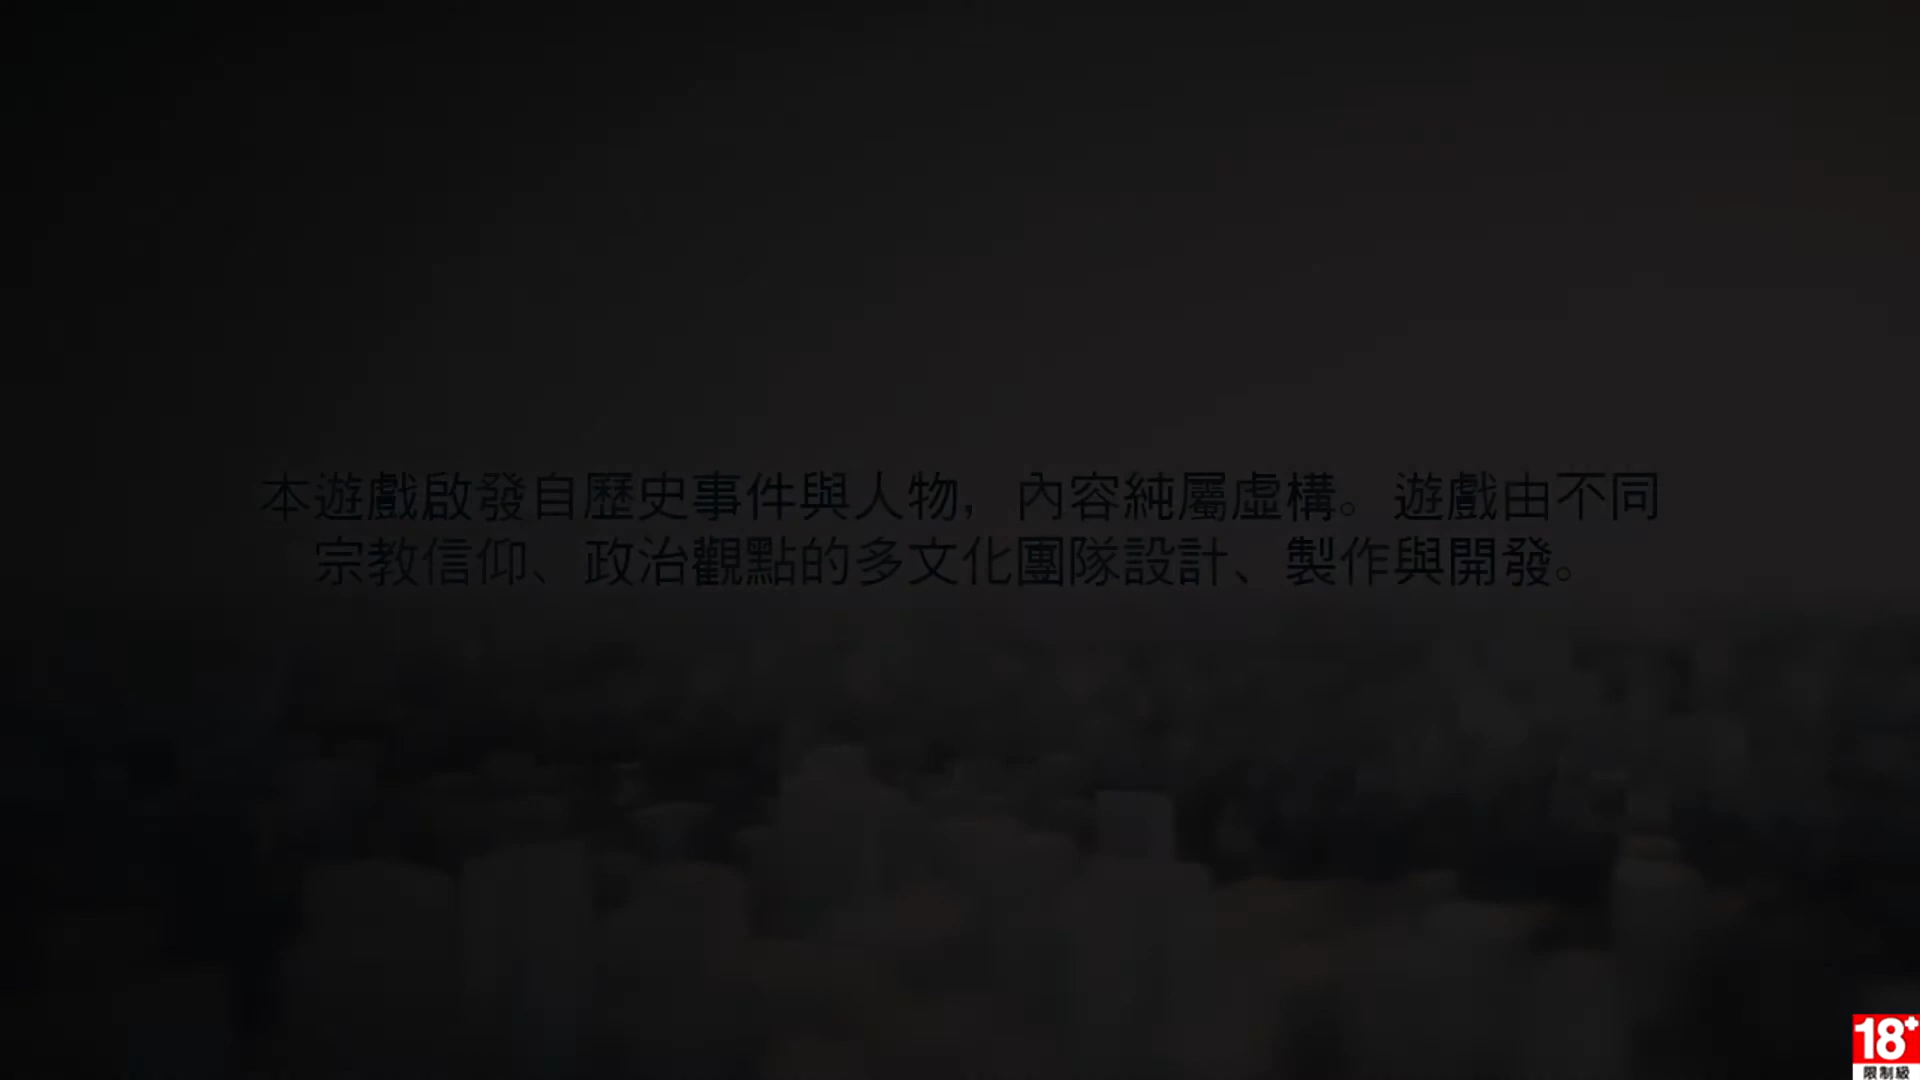 本遊戲啟發自歷史事件與人物，內容純屬虛構。遊戲由不同
宗教信仰、政治觀點的多文化團隊設計、製作與開發。
18+
限制級